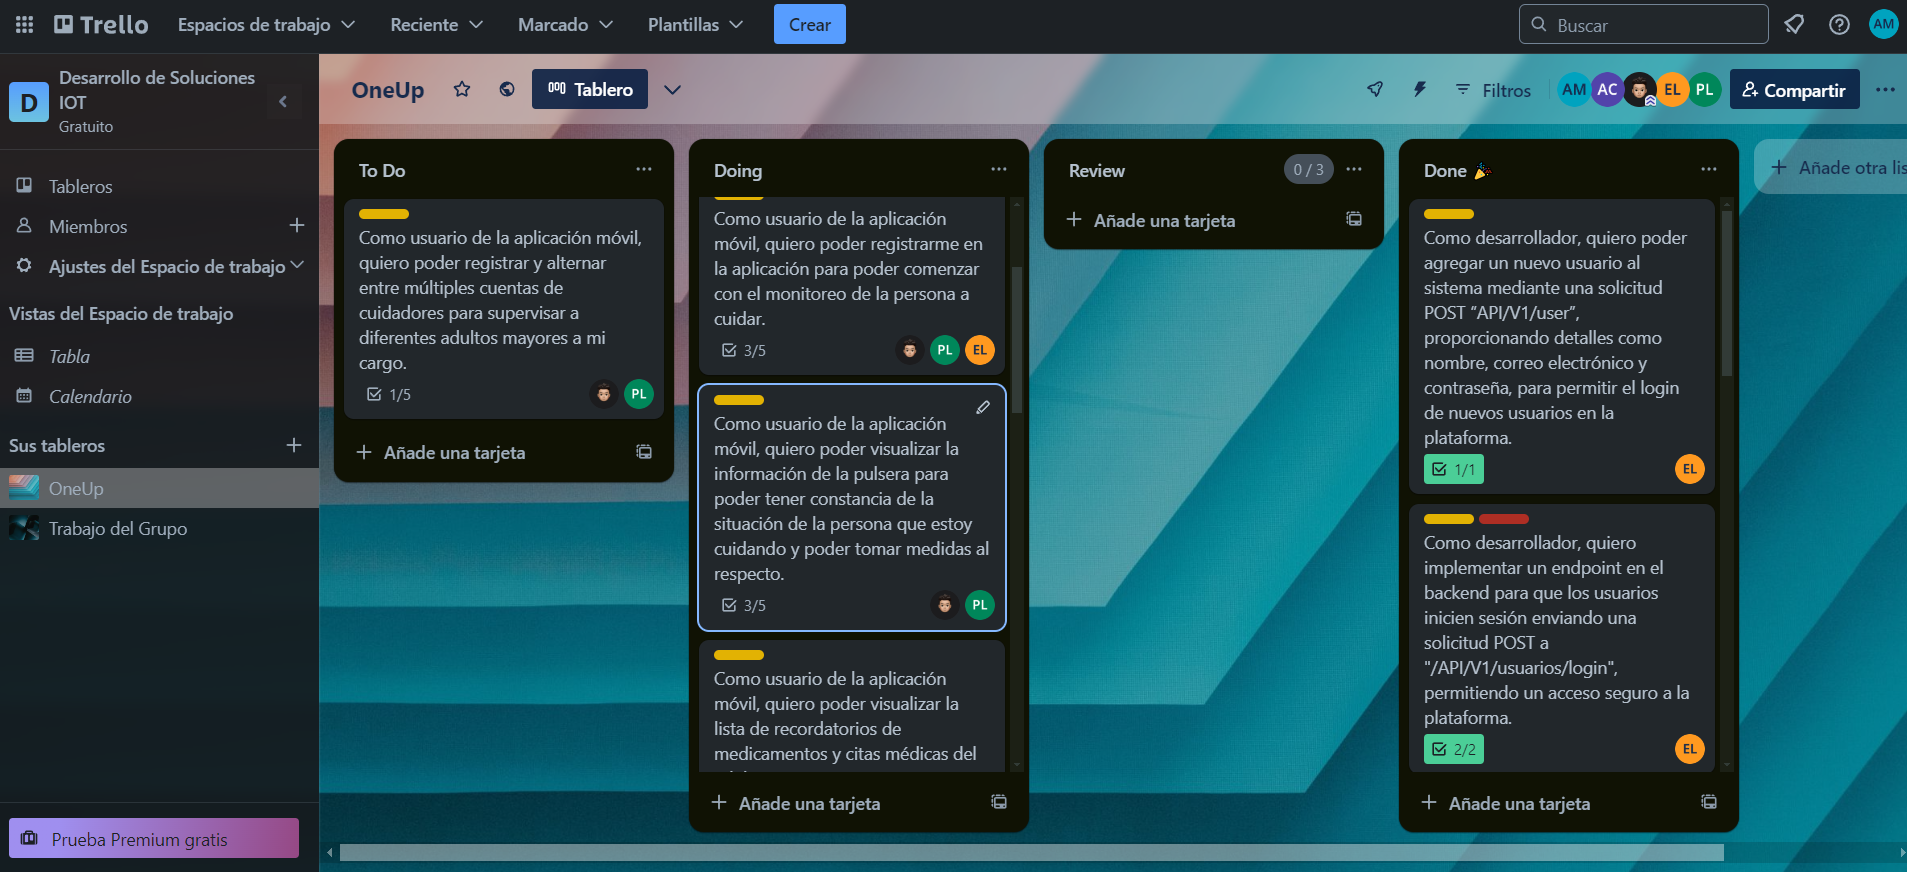 Trello
Espacios de trabajo
Reciente
Marcado
Plantillas
Crear
Buscar
AM
D
Desarrollo de Soluciones
IOT
Gratuito
Tableros
Miembros
Ajustes del Espacio de trabajo
Vistas del Espacio de trabajo
Tabla
Calendario
Sus tableros
OneUp
Trabajo del Grupo
Prueba Premium gratis
OneUp
Tablero
Filtros
AM
AC
EL
PL
Compartir
To Do
Como usuario de la aplicación móvil,
quiero poder registrar y alternar
entre múltiples cuentas de
cuidadores para supervisar a
diferentes adultos mayores a mi
cargo.
1/5
PL
Añade una tarjeta
Doing
Como usuario de la aplicación
móvil, quiero poder registrarme en
la aplicación para poder comenzar
con el monitoreo de la persona a
cuidar.
3/5
PL
EL
Como usuario de la aplicación
móvil, quiero poder visualizar la
información de la pulsera para
poder tener constancia de la
situación de la persona que estoy
cuidando y poder tomar medidas al
respecto.
3/5
PL
Como usuario de la aplicación
móvil, quiero poder visualizar la
lista de recordatorios de
medicamentos y citas médicas del
Añade una tarjeta
Review
0 / 3
Añade una tarjeta
Done 🎉
Como desarrollador, quiero poder
agregar un nuevo usuario al
sistema mediante una solicitud
POST “API/V1/user”,
proporcionando detalles como
nombre, correo electrónico y
contraseña, para permitir el login
de nuevos usuarios en la
plataforma.
1/1
EL
Como desarrollador, quiero
implementar un endpoint en el
backend para que los usuarios
inicien sesión enviando una
solicitud POST a
"/API/V1/usuarios/login",
permitiendo un acceso seguro a la
plataforma.
2/2
EL
Añade una tarjeta
Añade otra lis